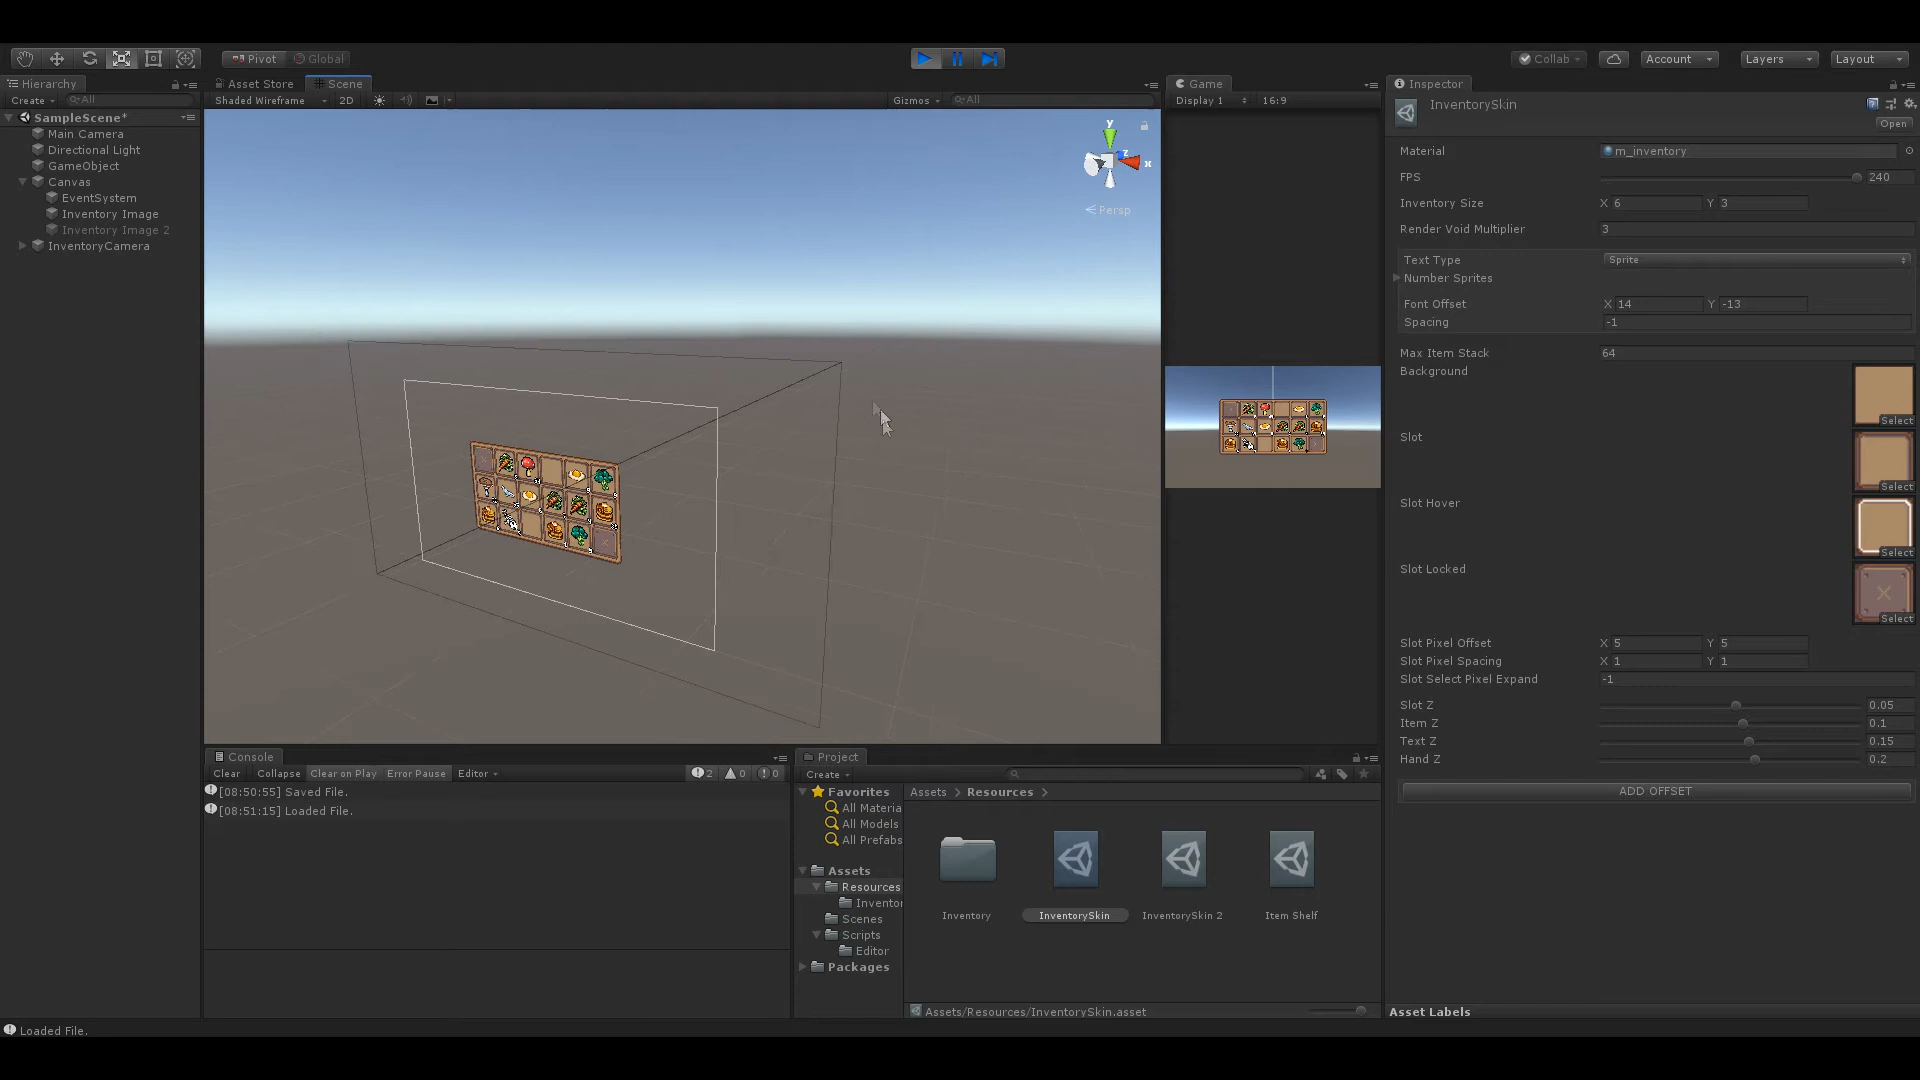 Pivot Global
Collab Account Layers Layout
Hierarchy
Asset Store Scene
Game
Inspector
Create All
Shaded Wireframe 2D Gizmos All
Display 1 16:9
InventorySkin
Open
SampleScene*
Main Camera
Directional Light
GameObject
Canvas
EventSystem
Inventory Image
Inventory Image 2
InventoryCamera
y
z
x
Persp
Material m_inventory
FPS 240
Inventory Size X 6 Y 3
Render Void Multiplier 3
Text Type Sprite
Number Sprites
Font Offset X 14 Y -13
Spacing -1
Max Item Stack 64
Background
Select
Slot
Select
Slot Hover
Select
Slot Locked
Select
Slot Pixel Offset X 5 Y 5
Slot Pixel Spacing X 1 Y 1
Slot Select Pixel Expand -1
Slot Z 0.05
Item Z 0.1
Text Z 0.15
Hand Z 0.2
ADD OFFSET
Asset Labels
Console
Clear Collapse Clear on Play Error Pause Editor 2 0 0
[08:50:55] Saved File.
[08:51:15] Loaded File.
Project
Create
Favorites
All Materia
All Models
All Prefabs
Assets
Resources
Inventor
Scenes
Scripts
Editor
Packages
Assets > Resources >
Inventory InventorySkin InventorySkin 2 Item Shelf
Assets/Resources/InventorySkin.asset
Loaded File.